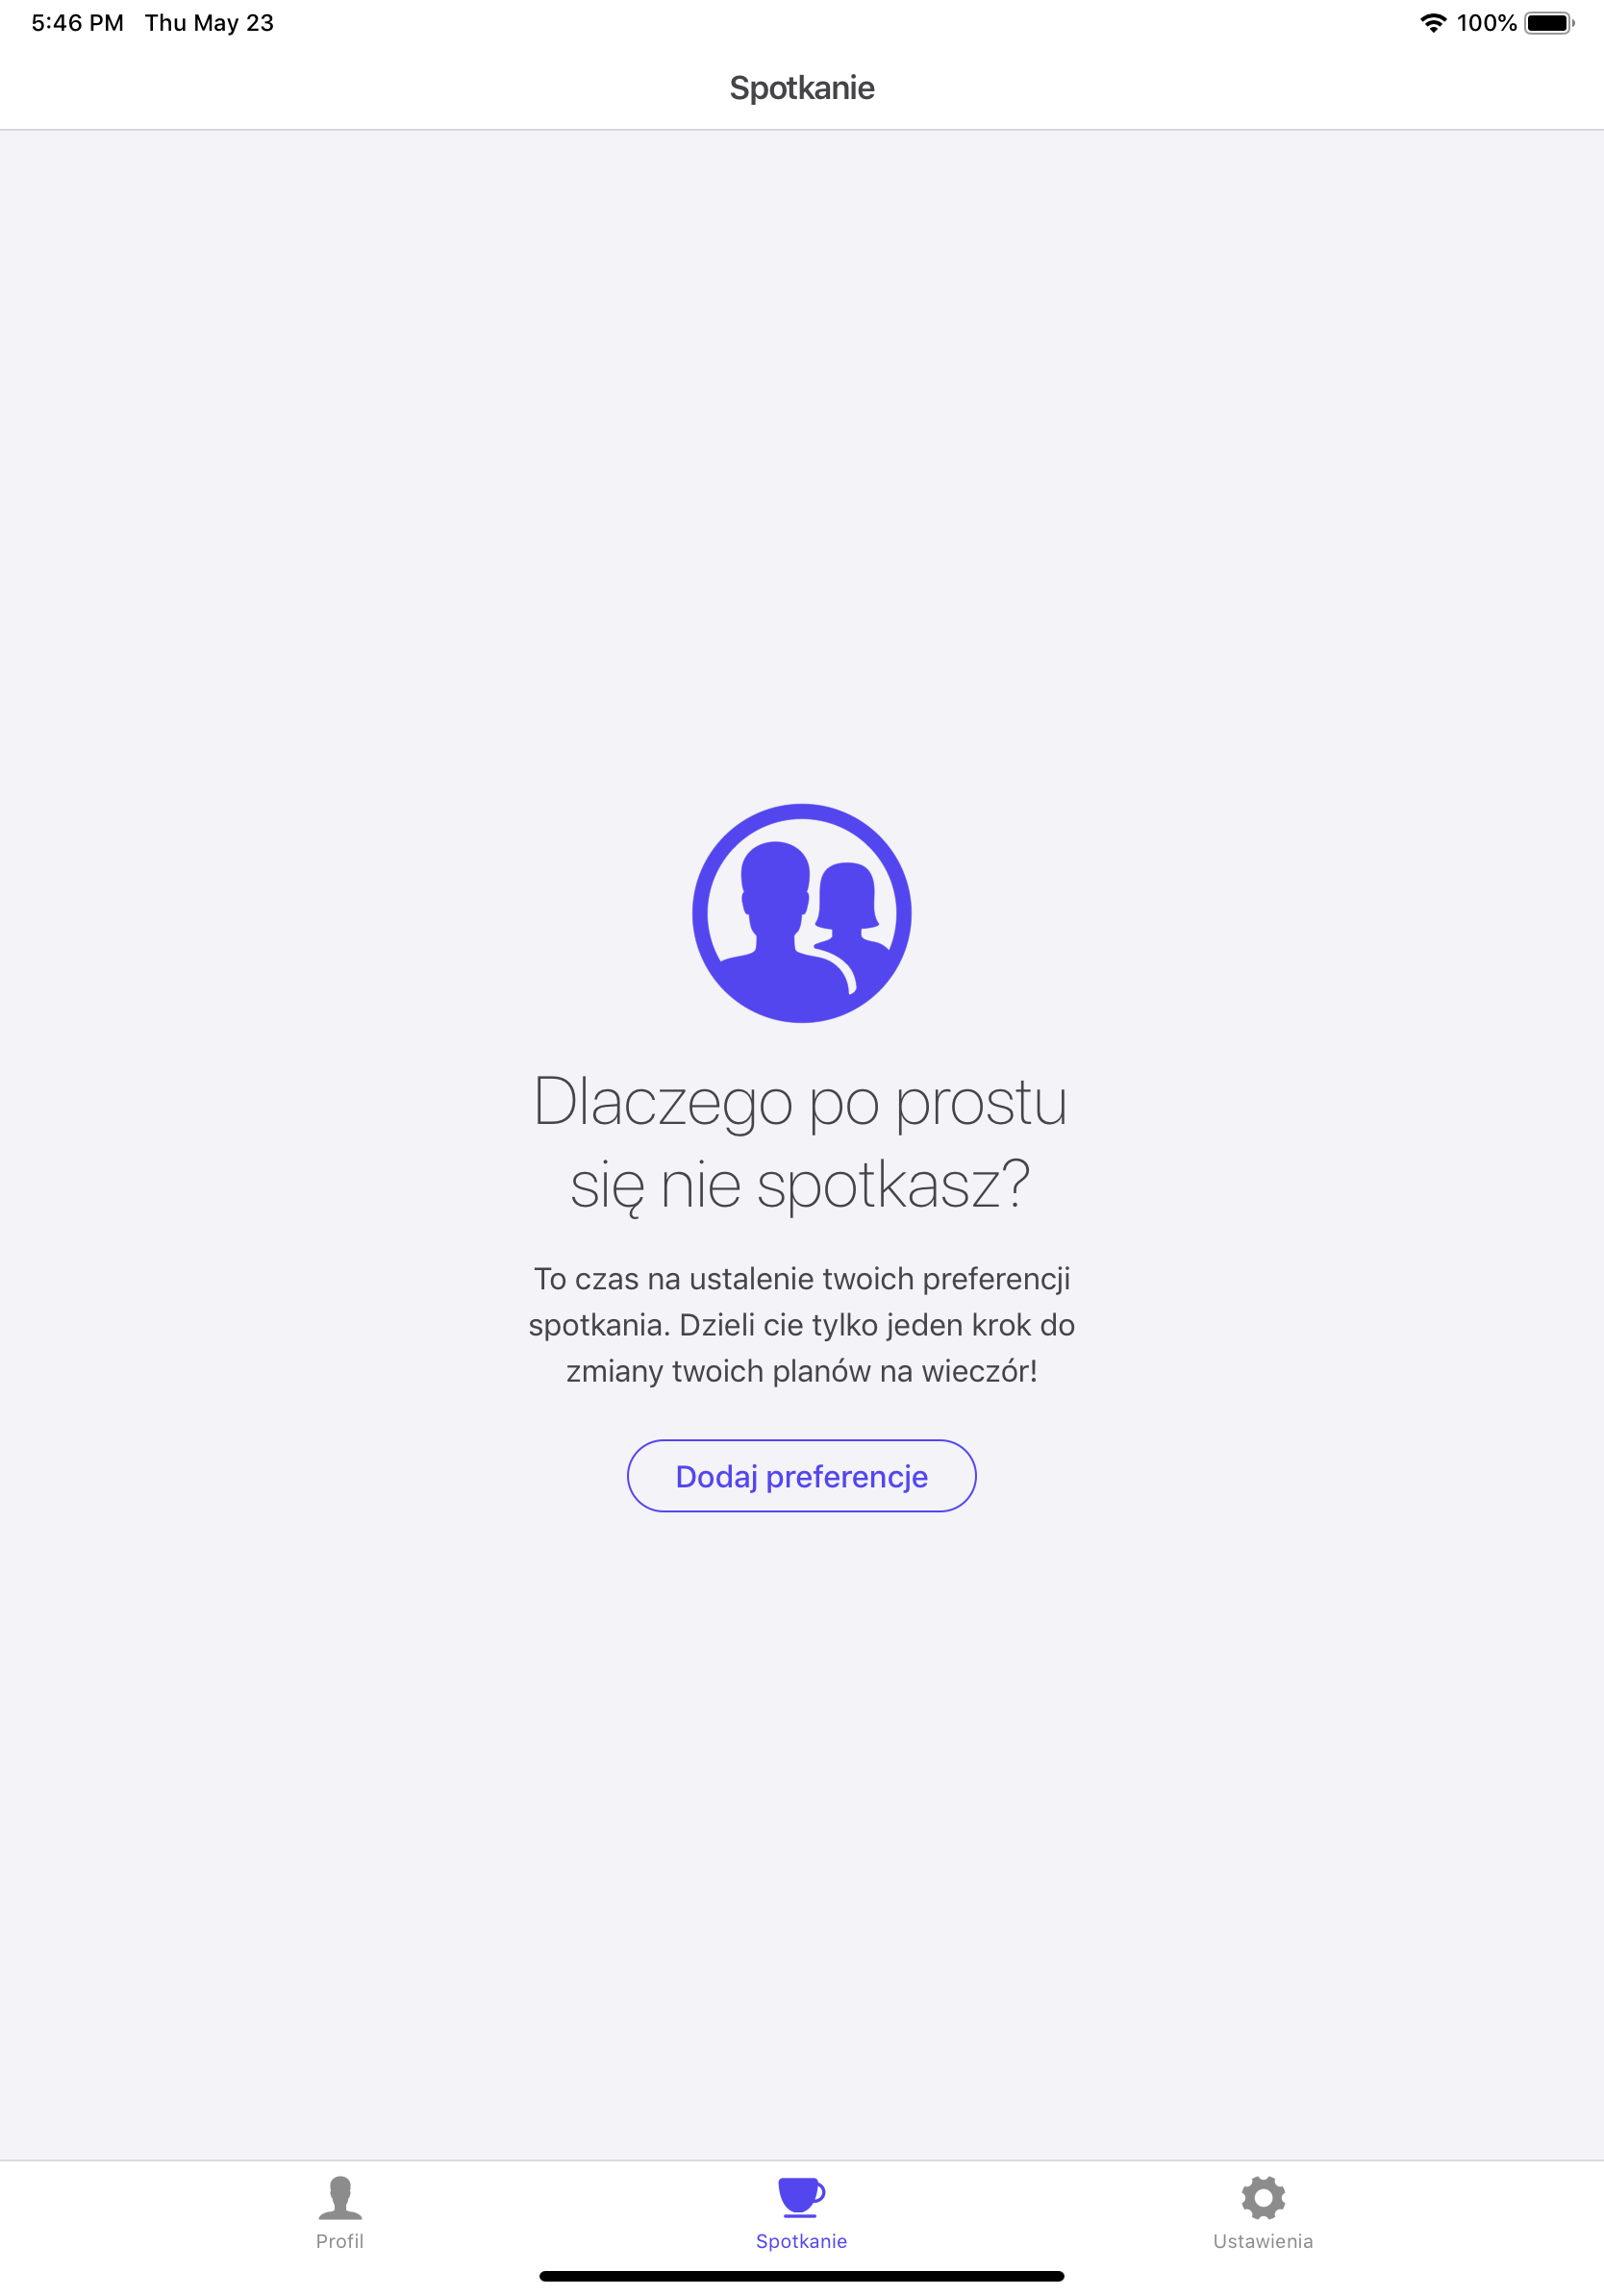 5:46 PM Thu May 23
100%
Spotkanie
Dlaczego po prostu
się nie spotkasz?
To czas na ustalenie twoich preferencji
spotkania. Dzieli cie tylko jeden krok do
zmiany twoich planów na wieczór!
Dodaj preferencje
Profil
Spotkanie
Ustawienia